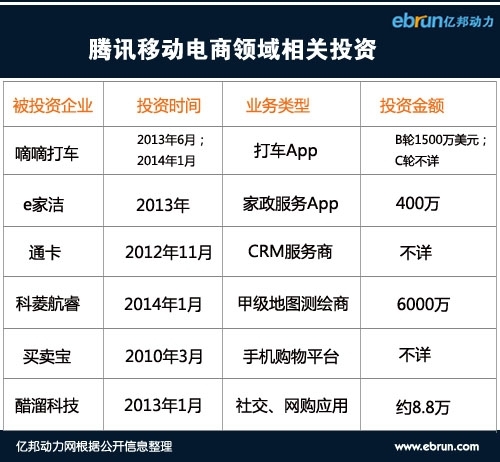 ebrun亿邦动力
腾讯移动电商领域相关投资
被投资企业 投资时间 业务类型 投资金额
嘀嘀打车 2013年6月； 2014年1月 打车App B轮1500万美元； C轮不详
e家洁 2013年 家政服务App 400万
通卡 2012年11月 CRM服务商 不详
科菱航睿 2014年1月 甲级地图测绘商 6000万
买卖宝 2010年3月 手机购物平台 不详
醋溜科技 2013年1月 社交、网购应用 约8.8万
亿邦动力网根据公开信息整理 www.ebrun.com